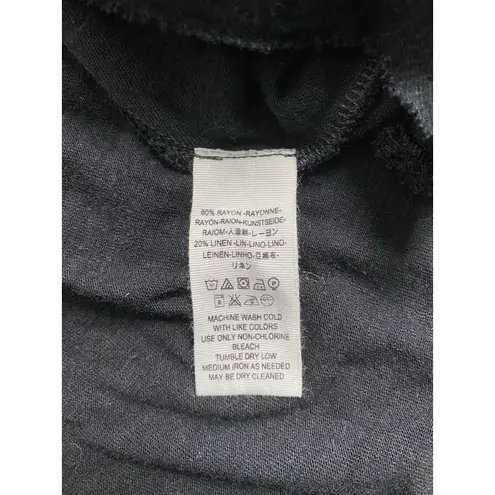 80% RAYON -RAYONNE-
RAYON-RAION-KUNSTSEIDE-
RAIOM-人造絲-レーヨン
20% LINEN -LIN-LINO-LINO-
LEINEN-LINHO-亞麻布-
リネン
MACHINE WASH COLD
WITH LIKE COLORS
USE ONLY NON-CHLORINE
BLEACH
TUMBLE DRY LOW
MEDIUM IRON AS NEEDED
MAY BE DRY CLEANED